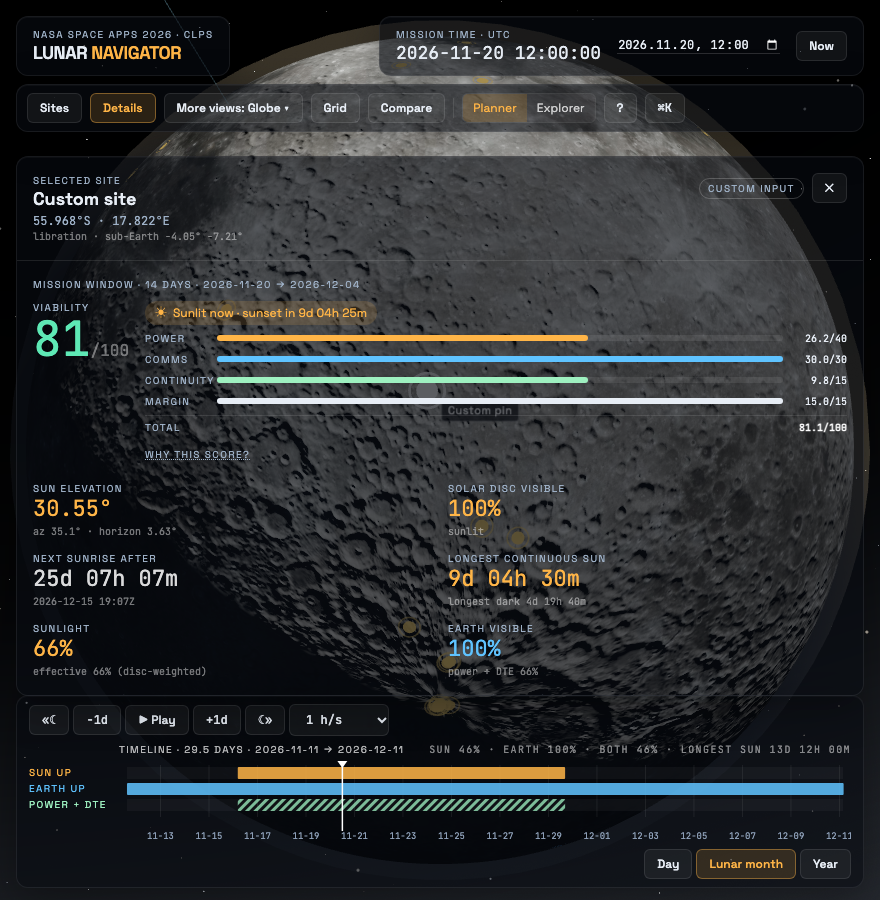 NASA SPACE APPS 2026 · CLPS
LUNAR NAVIGATOR
MISSION TIME · UTC
2026-11-20 12:00:00
2026.11.20, 12:00
Now
Sites
Details
More views: Globe ▾
Grid
Compare
Planner
Explorer
?
⌘K
SELECTED SITE
Custom site
55.968°S · 17.822°E
libration · sub-Earth -4.05° -7.21°
CUSTOM INPUT
✕
MISSION WINDOW · 14 DAYS · 2026-11-20 → 2026-12-04
VIABILITY
81/100
☀ Sunlit now · sunset in 9d 04h 25m
POWER 26.2/40
COMMS 30.0/30
CONTINUITY 9.8/15
MARGIN 15.0/15
Custom pin
TOTAL 81.1/100
WHY THIS SCORE?
SUN ELEVATION
30.55°
az 35.1° · horizon 3.63°
SOLAR DISC VISIBLE
100%
sunlit
NEXT SUNRISE AFTER
25d 07h 07m
2026-12-15 19:07Z
LONGEST CONTINUOUS SUN
9d 04h 30m
longest dark 4d 19h 40m
SUNLIGHT
66%
effective 66% (disc-weighted)
EARTH VISIBLE
100%
power + DTE 66%
«☾
-1d
▶ Play
+1d
☾»
1 h/s
TIMELINE · 29.5 DAYS · 2026-11-11 → 2026-12-11
SUN 46% · EARTH 100% · BOTH 46% · LONGEST SUN 13D 12H 00M
SUN UP
EARTH UP
POWER + DTE
11-13 11-15 11-17 11-19 11-21 11-23 11-25 11-27 11-29 12-01 12-03 12-05 12-07 12-09 12-11
Day
Lunar month
Year